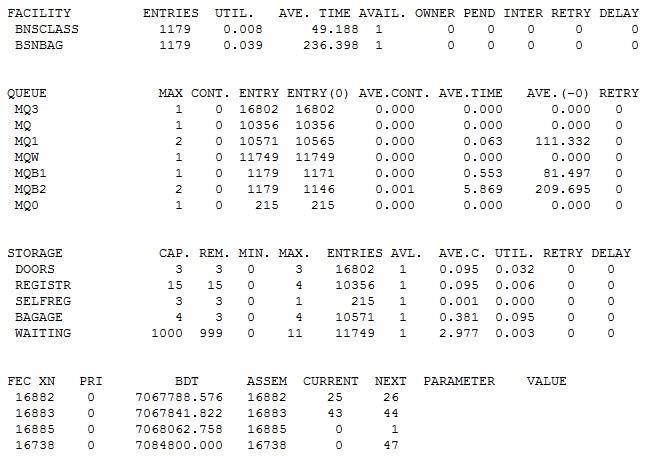 FACILITY ENTRIES UTIL. AVE. TIME AVAIL. OWNER PEND INTER RETRY DELAY
BNSCLASS 1179 0.008 49.188 1 0 0 0 0 0
BSNBAG 1179 0.039 236.398 1 0 0 0 0 0
QUEUE MAX CONT. ENTRY ENTRY(0) AVE.CONT. AVE.TIME AVE.(-0) RETRY
MQ3 1 0 16802 16802 0.000 0.000 0.000 0
MQ 1 0 10356 10356 0.000 0.000 0.000 0
MQ1 2 0 10571 10565 0.000 0.063 111.332 0
MQW 1 0 11749 11749 0.000 0.000 0.000 0
MQB1 1 0 1179 1171 0.000 0.553 81.497 0
MQB2 2 0 1179 1146 0.001 5.869 209.695 0
MQ0 1 0 215 215 0.000 0.000 0.000 0
STORAGE CAP. REM. MIN. MAX. ENTRIES AVL. AVE.C. UTIL. RETRY DELAY
DOORS 3 3 0 3 16802 1 0.095 0.032 0 0
REGISTR 15 15 0 4 10356 1 0.095 0.006 0 0
SELFREG 3 3 0 1 215 1 0.001 0.000 0 0
BAGAGE 4 3 0 4 10571 1 0.381 0.095 0 0
WAITING 1000 999 0 11 11749 1 2.977 0.003 0 0
FEC XN PRI BDT ASSEM CURRENT NEXT PARAMETER VALUE
16882 0 7067788.576 16882 25 26
16883 0 7067841.822 16883 43 44
16885 0 7068062.758 16885 0 1
16738 0 7084800.000 16738 0 47